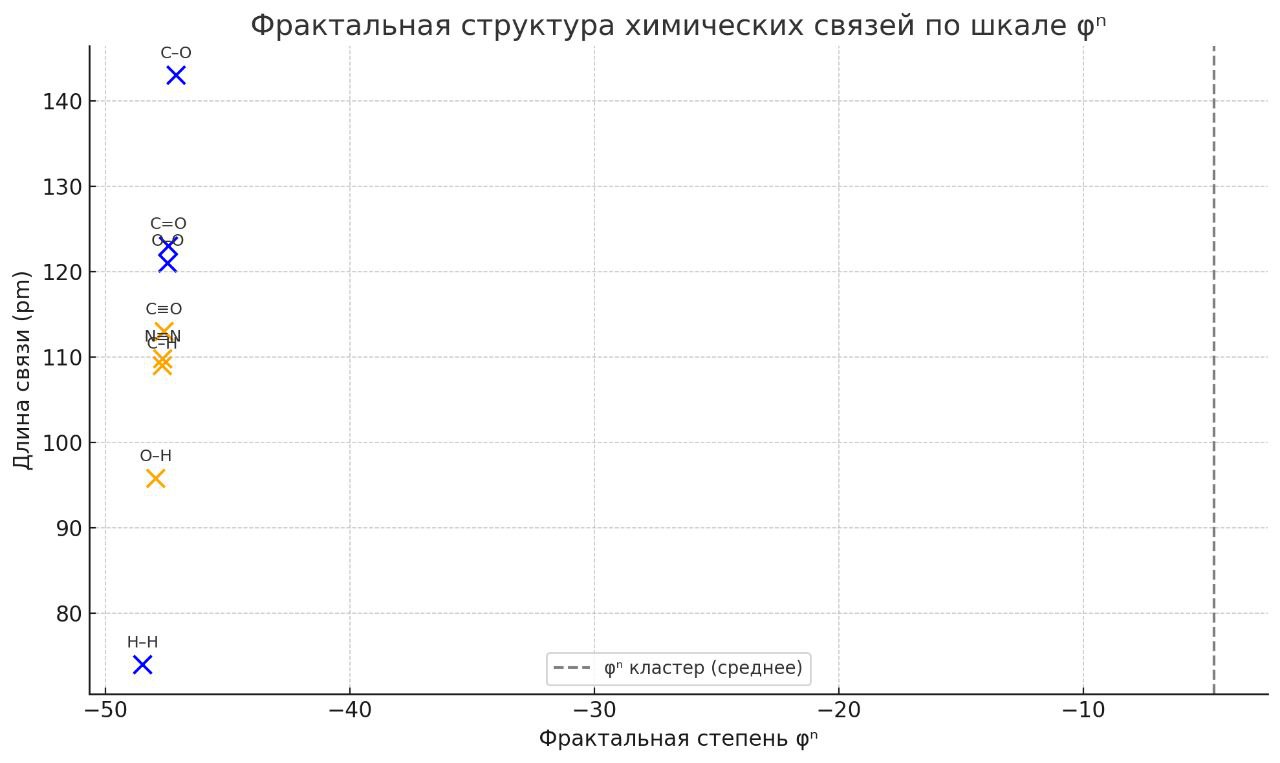 Фрактальная структура химических связей по шкале φⁿ
C–O
140
130
C=O
O–O
120
C≡O
N≡N
C–H
110
O–H
100
90
80
H–H
φⁿ кластер (среднее)
Длина связи (pm)
−50
−40
−30
−20
−10
Фрактальная степень φⁿ